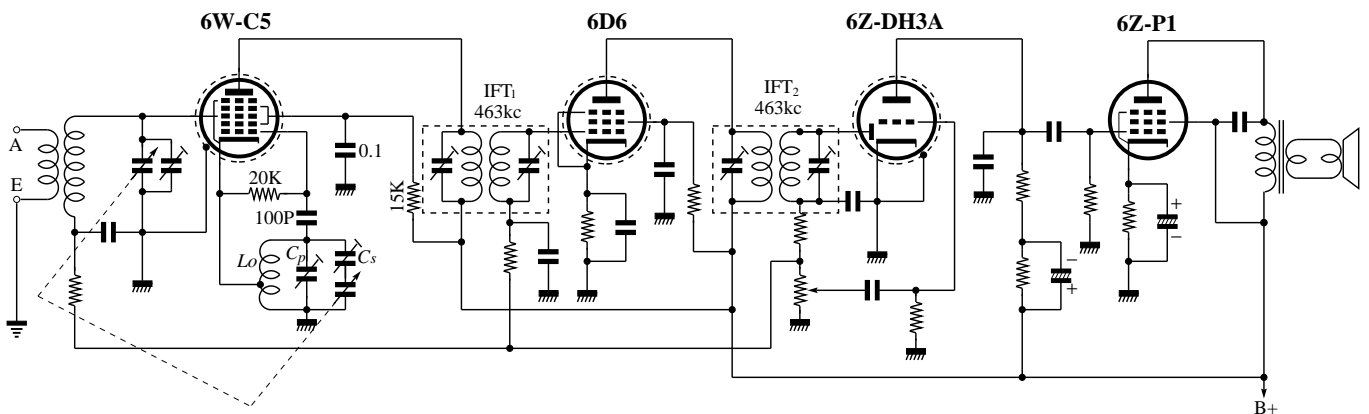 6W-C5
6D6
6Z-DH3A
6Z-P1
IFT1
463kc
IFT2
463kc
A
E
0.1
15K
20K
100P
Lo
Cp
Cs
+
−
−
+
B+